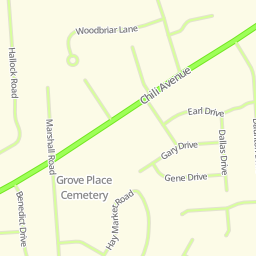 Woodbriar Lane
Hallock Road
Chili Avenue
Earl Drive
Marshall Road
Gary Drive
Dallas Drive
Gene Drive
Grove Place
Cemetery
Hay Market Road
Benedict Drive